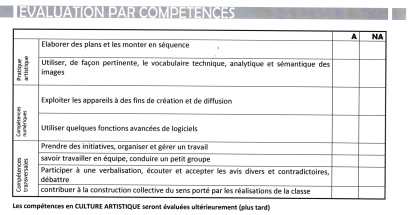 EVALUATION PAR COMPETENCES
A NA
Pratique artistique
Elaborer des plans et les monter en séquence
Utiliser, de façon pertinente, le vocabulaire technique, analytique et sémantique des
images
Compétences numériques
Exploiter les appareils à des fins de création et de diffusion
Utiliser quelques fonctions avancées de logiciels
Compétences transversales
Prendre des initiatives, organiser et gérer un travail
savoir travailler en équipe, conduire un petit groupe
Participer à une verbalisation, écouter et accepter les avis divers et contradictoires,
débattre
contribuer à la construction collective du sens porté par les réalisations de la classe
Les compétences en CULTURE ARTISTIQUE seront évaluées ultérieurement (plus tard)